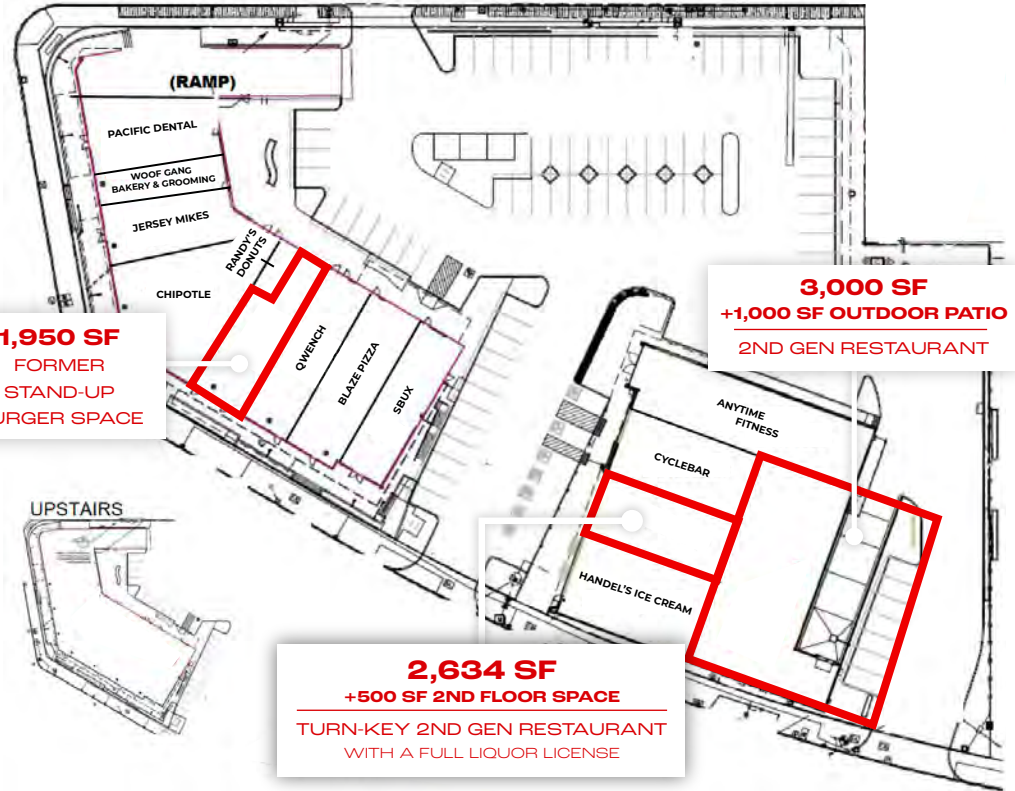 (RAMP)
PACIFIC DENTAL
WOOF GANG
BAKERY & GROOMING
JERSEY MIKES
RANDY'S
DONUTS
CHIPOTLE
QWENCH
BLAZE PIZZA
SBUX
1,950 SF
FORMER
STAND-UP
URGER SPACE
3,000 SF
+1,000 SF OUTDOOR PATIO
2ND GEN RESTAURANT
ANYTIME
FITNESS
CYCLEBAR
HANDEL'S ICE CREAM
UPSTAIRS
2,634 SF
+500 SF 2ND FLOOR SPACE
TURN-KEY 2ND GEN RESTAURANT
WITH A FULL LIQUOR LICENSE